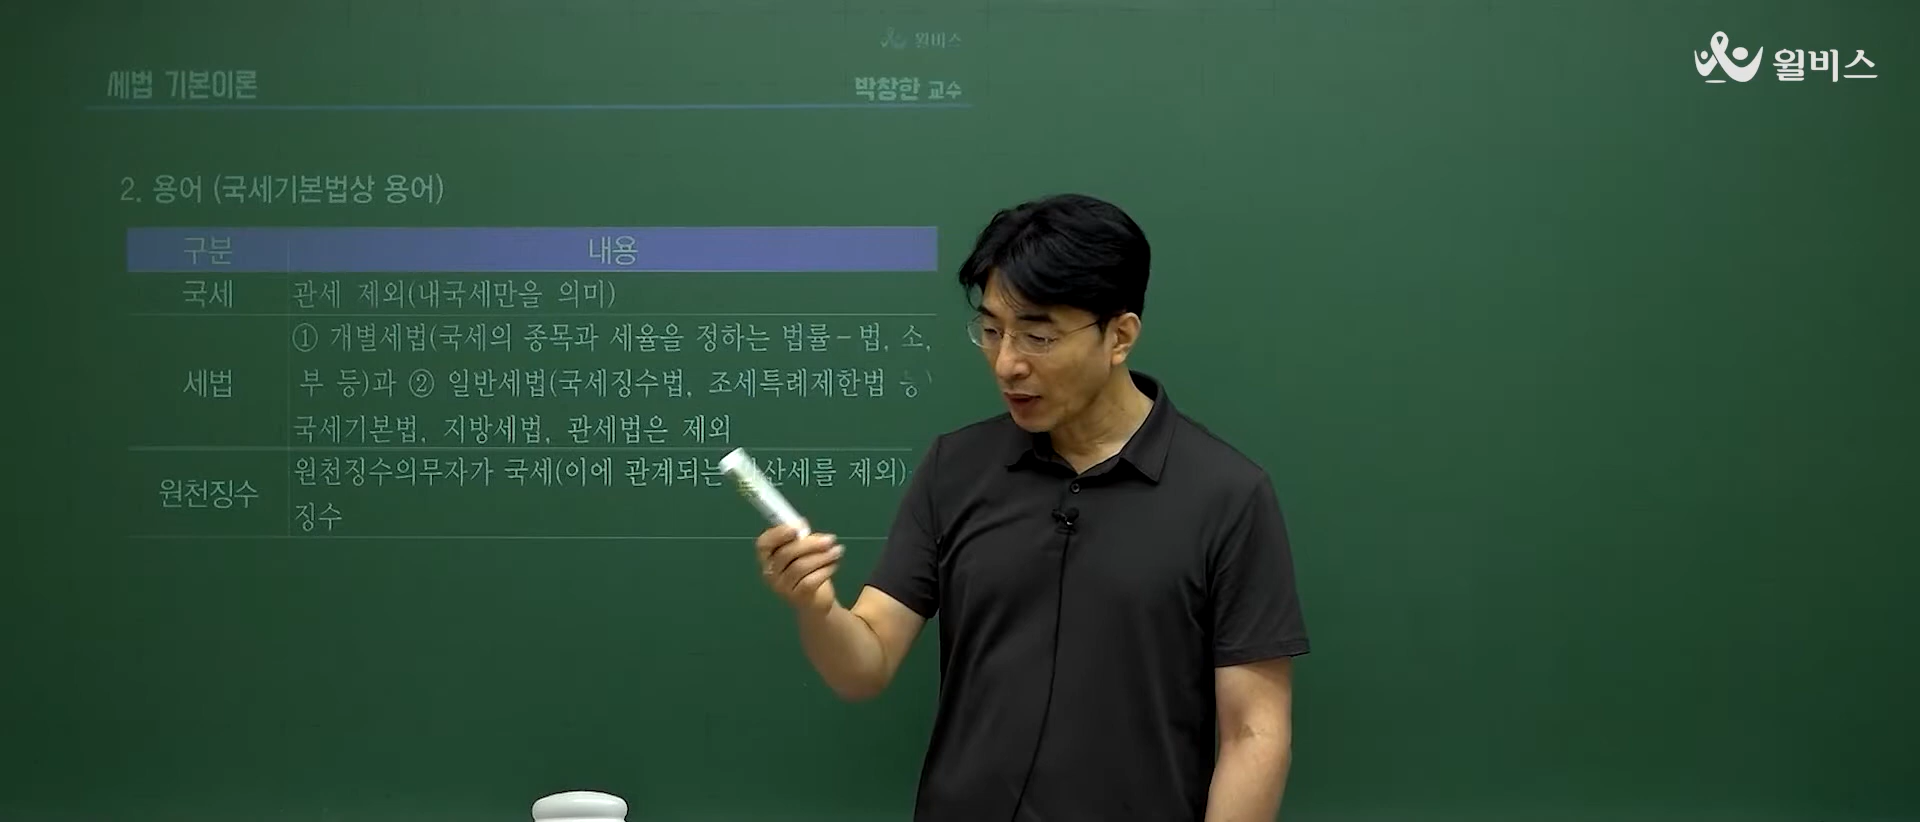 윌비스
윌비스
세법 기본이론
박창한 교수
2. 용어 (국세기본법상 용어)
구분 내용
국세 관세 제외(내국세만을 의미)
① 개별세법(국세의 종목과 세율을 정하는 법률-법, 소,
세법 부 등)과 ② 일반세법(국세징수법, 조세특례제한법 등)
국세기본법, 지방세법, 관세법은 제외
원천징수의무자가 국세(이에 관계되는 산세를 제외)
원천징수
징수